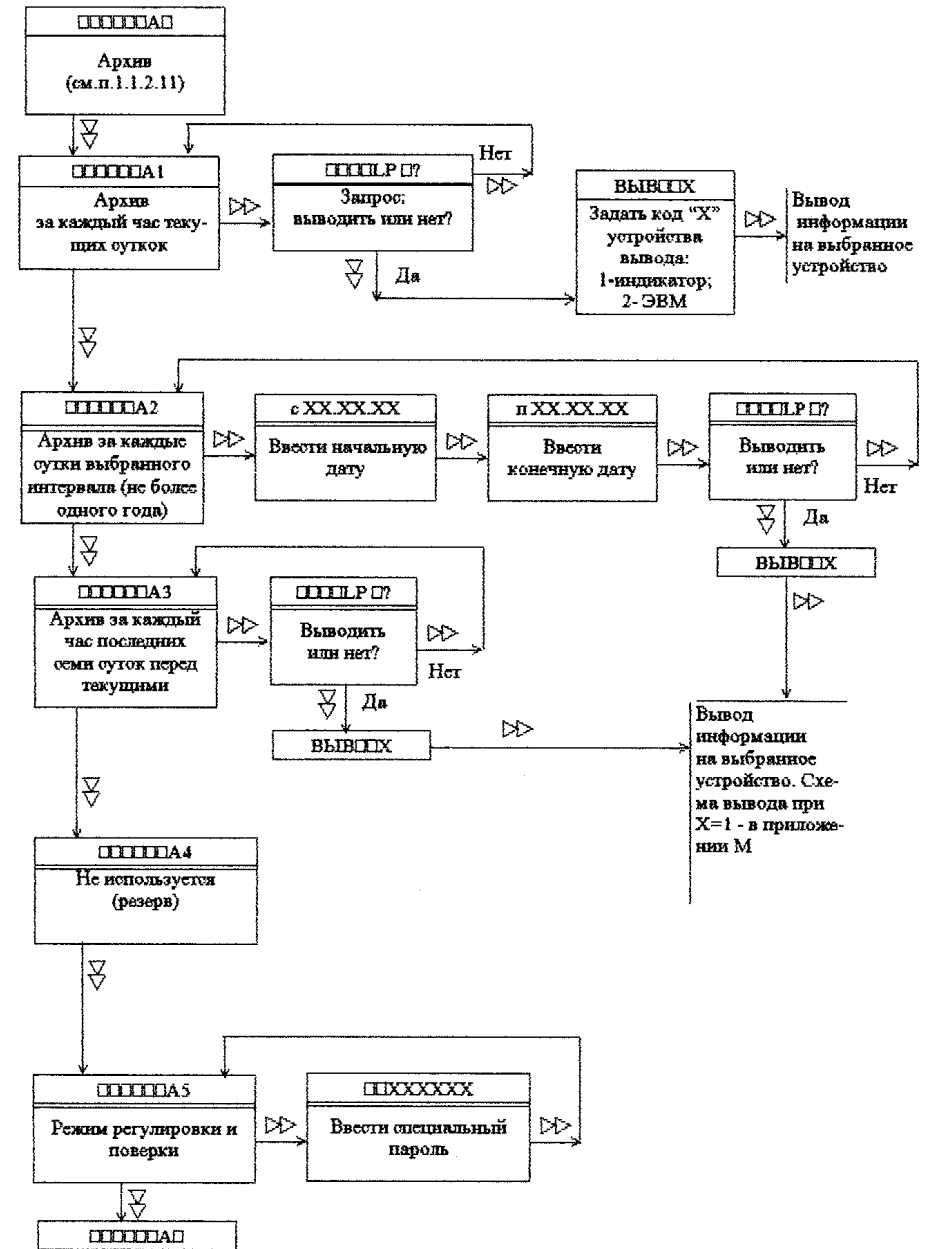 □□□□□□A□
Архив
(см.п.1.1.2.11)
□□□□□□A1
Архив
за каждый час теку-
щих сутoк
□□□□LP □?
Запрос:
выводить или нет?
Нет
Да
ВЫВ□□□X
Задать код “X”
устройства
вывода:
1-индикатор;
2- ЭВМ
Вывод
информации
на выбранное
устройство
□□□□□□A2
Архив за каждые
сутки выбранного
интервала (не более
одного года)
с XX.XX.XX
Ввести начальную
дату
п XX.XX.XX
Ввести
конечную дату
□□□□LP □?
Выводить
или нет?
Нет
Да
ВЫВ□□□X
□□□□□□A3
Архив за каждый
час последних
семи суток перед
текущими
□□□□LP □?
Выводить
или нет?
Нет
Да
ВЫВ□□□X
Вывод
информации
на выбранное
устройство. Схе-
ма вывода при
X=1 - в приложе-
нии М
□□□□□□A4
Не используется
(резерв)
□□□□□□A5
Режим регулировки и
поверки
□□XXXXXX
Ввести специальный
пароль
□□□□□□A□